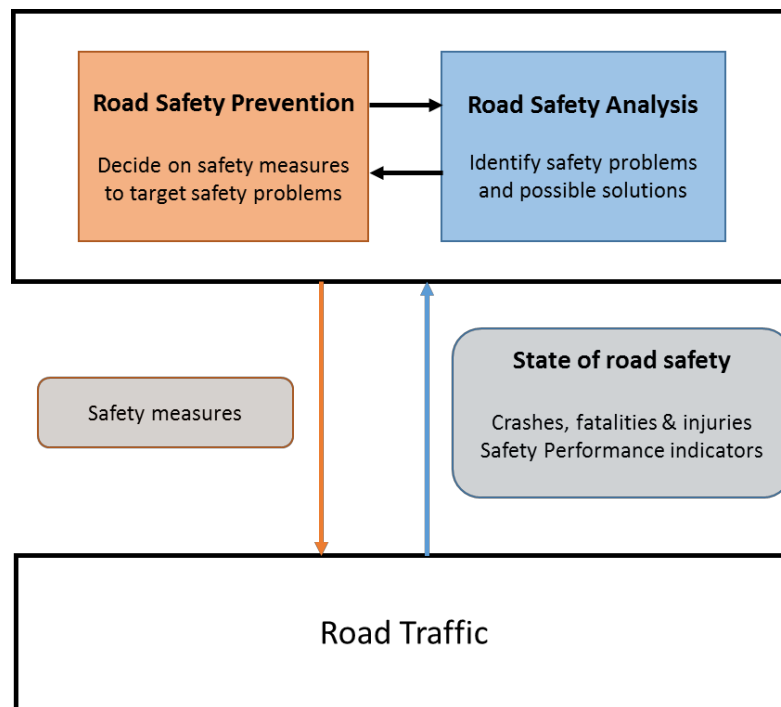 Road Safety Prevention
Decide on safety measures
to target safety problems
Road Safety Analysis
Identify safety problems
and possible solutions
Safety measures
State of road safety
Crashes, fatalities & injuries
Safety Performance indicators
Road Traffic